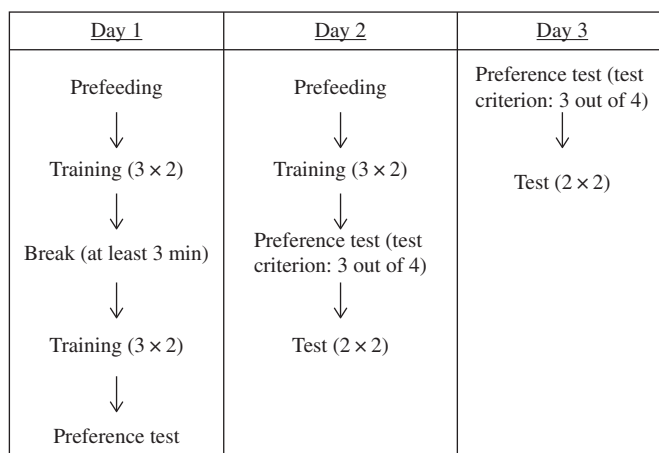 Day 1
Prefeeding
Training (3 × 2)
Break (at least 3 min)
Training (3 × 2)
Preference test
Day 2
Prefeeding
Training (3 × 2)
Preference test (test
criterion: 3 out of 4)
Test (2 × 2)
Day 3
Preference test (test
criterion: 3 out of 4)
Test (2 × 2)